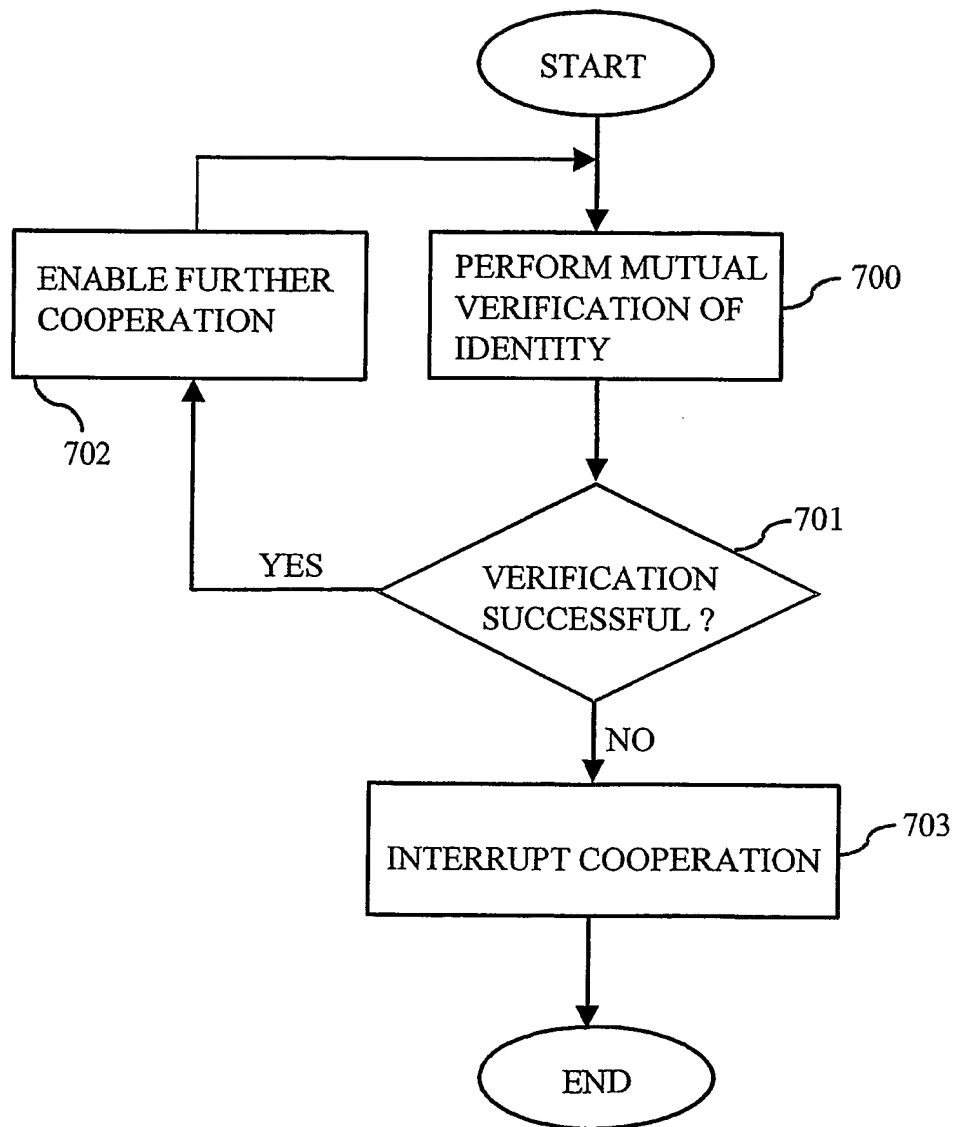 START
ENABLE FURTHER
COOPERATION
702
PERFORM MUTUAL
VERIFICATION OF
IDENTITY
700
701
VERIFICATION
SUCCESSFUL ?
YES
NO
INTERRUPT COOPERATION
703
END